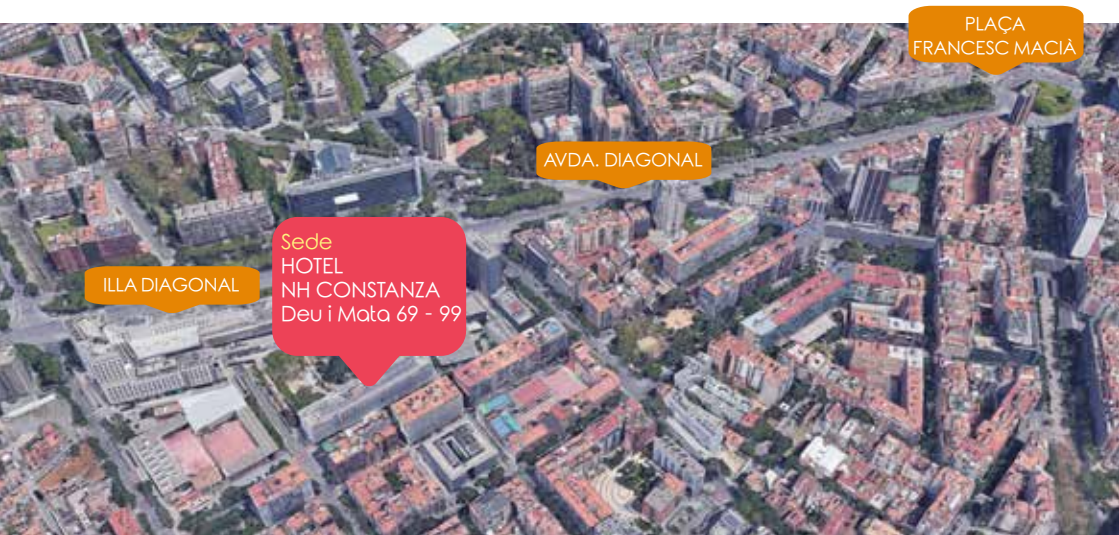 PLAÇA
FRANCESC MACIÀ
AVDA. DIAGONAL
Sede
HOTEL
NH CONSTANZA
Deu i Mata 69 - 99
ILLA DIAGONAL